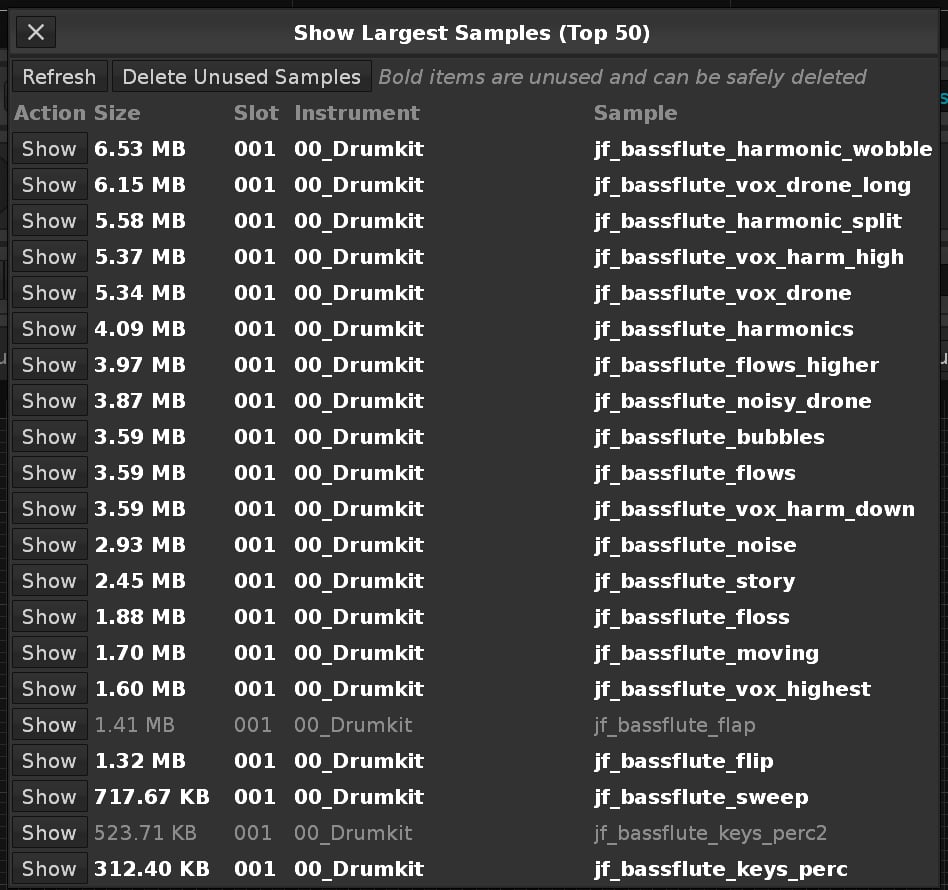 Show Largest Samples (Top 50)
Refresh Delete Unused Samples Bold items are unused and can be safely deleted
Action Size Slot Instrument Sample
Show 6.53 MB 001 00_Drumkit jf_bassflute_harmonic_wobble
Show 6.15 MB 001 00_Drumkit jf_bassflute_vox_drone_long
Show 5.58 MB 001 00_Drumkit jf_bassflute_harmonic_split
Show 5.37 MB 001 00_Drumkit jf_bassflute_vox_harm_high
Show 5.34 MB 001 00_Drumkit jf_bassflute_vox_drone
Show 4.09 MB 001 00_Drumkit jf_bassflute_harmonics
Show 3.97 MB 001 00_Drumkit jf_bassflute_flows_higher
Show 3.87 MB 001 00_Drumkit jf_bassflute_noisy_drone
Show 3.59 MB 001 00_Drumkit jf_bassflute_bubbles
Show 3.59 MB 001 00_Drumkit jf_bassflute_flows
Show 3.59 MB 001 00_Drumkit jf_bassflute_vox_harm_down
Show 2.93 MB 001 00_Drumkit jf_bassflute_noise
Show 2.45 MB 001 00_Drumkit jf_bassflute_story
Show 1.88 MB 001 00_Drumkit jf_bassflute_floss
Show 1.70 MB 001 00_Drumkit jf_bassflute_moving
Show 1.60 MB 001 00_Drumkit jf_bassflute_vox_highest
Show 1.41 MB 001 00_Drumkit jf_bassflute_flap
Show 1.32 MB 001 00_Drumkit jf_bassflute_flip
Show 717.67 KB 001 00_Drumkit jf_bassflute_sweep
Show 523.71 KB 001 00_Drumkit jf_bassflute_keys_perc2
Show 312.40 KB 001 00_Drumkit jf_bassflute_keys_perc